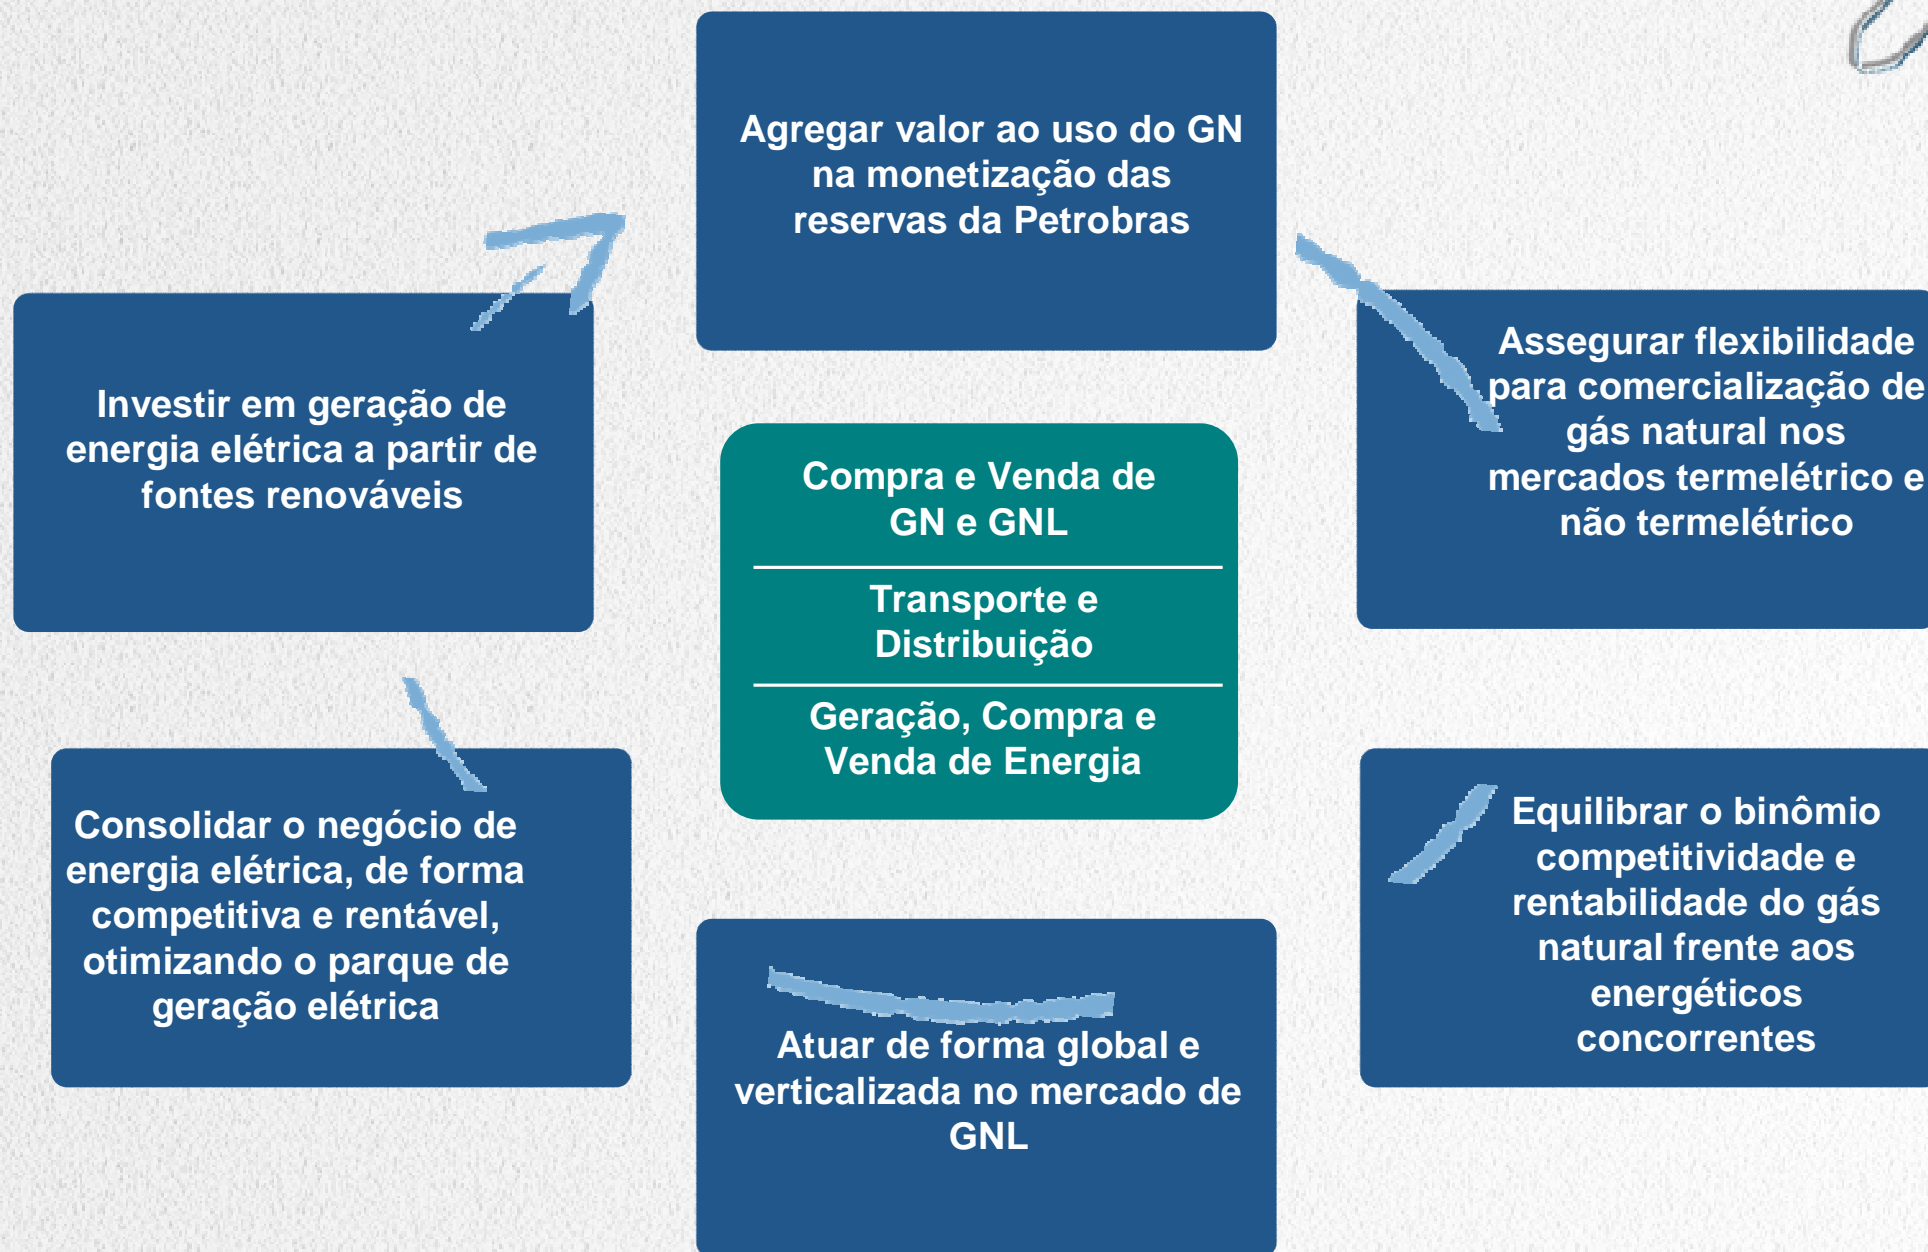 Agregar valor ao uso do GN
na monetização das
reservas da Petrobras
Investir em geração de
energia elétrica a partir de
fontes renováveis
Assegurar flexibilidade
para comercialização de
gás natural nos
mercados termelétrico e
não termelétrico
Compra e Venda de
GN e GNL
Transporte e
Distribuição
Geração, Compra e
Venda de Energia
Consolidar o negócio de
energia elétrica, de forma
competitiva e rentável,
otimizando o parque de
geração elétrica
Equilibrar o binômio
competitividade e
rentabilidade do gás
natural frente aos
energéticos
concorrentes
Atuar de forma global e
verticalizada no mercado de
GNL